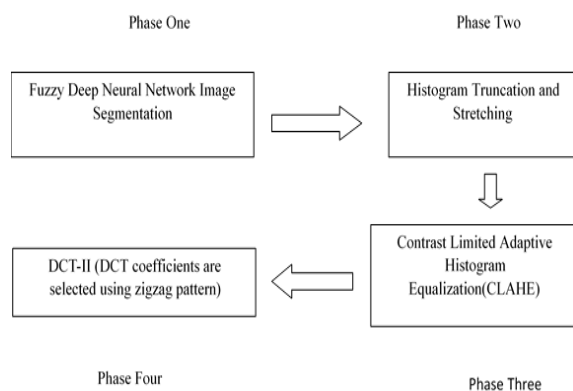 Phase One
Phase Two
Fuzzy Deep Neural Network Image
Segmentation
Histogram Truncation and
Stretching
Contrast Limited Adaptive
Histogram
Equalization(CLAHE)
DCT-II (DCT coefficients are
selected using zigzag pattern)
Phase Four
Phase Three